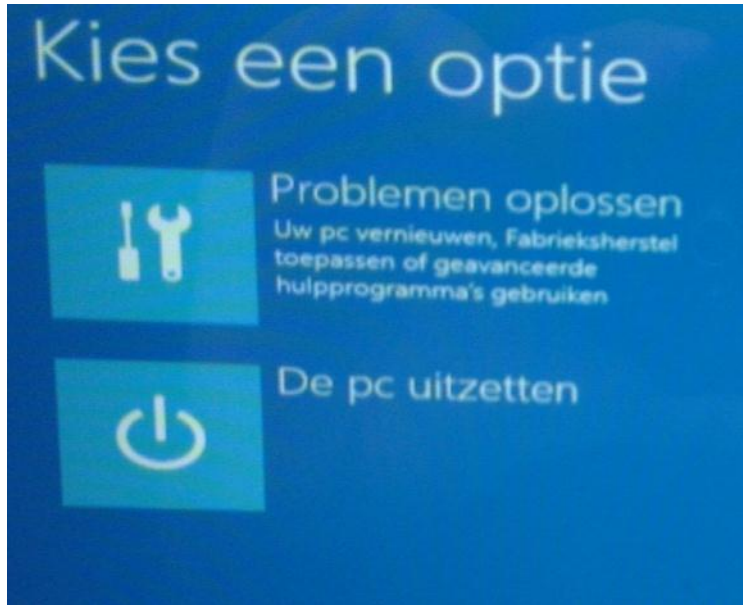 Kies een optie
Problemen oplossen
Uw pc vernieuwen, Fabrieksherstel
toepassen of geavanceerde
hulpprogramma's gebruiken
De pc uitzetten